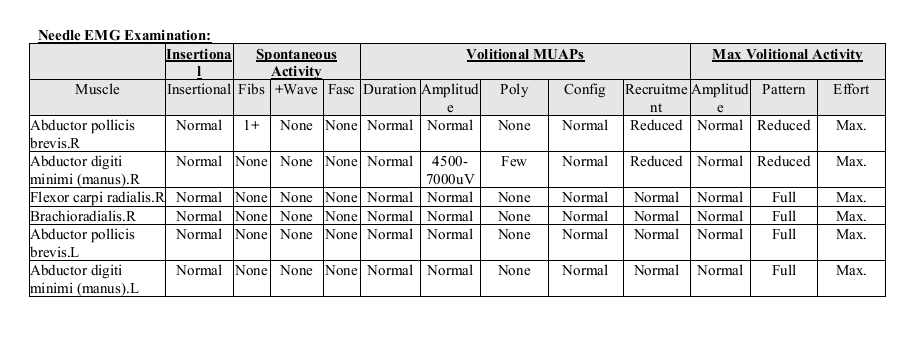 Needle EMG Examination:
Insertional Spontaneous Activity Volitional MUAPs Max Volitional Activity
Muscle Insertional Fibs +Wave Fasc Duration Amplitude Poly Config Recruitment Amplitude Pattern Effort
Abductor pollicis brevis.R Normal 1+ None None Normal Normal None Normal Reduced Normal Reduced Max.
Abductor digiti minimi (manus).R Normal None None None Normal 4500-7000uV Few Normal Reduced Normal Reduced Max.
Flexor carpi radialis.R Normal None None None Normal Normal None Normal Normal Normal Full Max.
Brachioradialis.R Normal None None None Normal Normal None Normal Normal Normal Full Max.
Abductor pollicis brevis.L Normal None None None Normal Normal None Normal Normal Normal Full Max.
Abductor digiti minimi (manus).L Normal None None None Normal Normal None Normal Normal Normal Full Max.